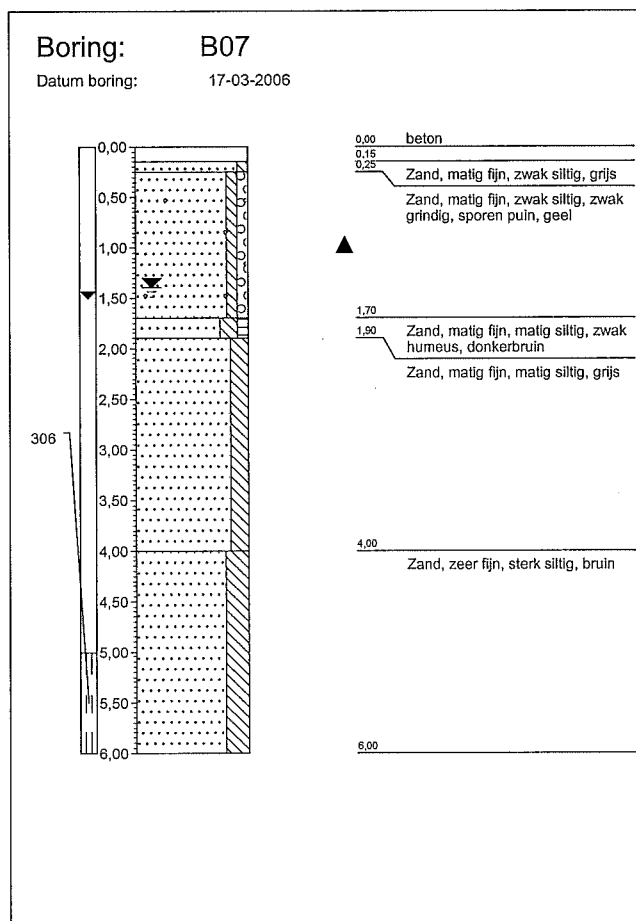 Boring: B07
Datum boring: 17-03-2006
0,00
0,50
1,00
1,50
2,00
2,50
3,00
3,50
4,00
4,50
5,00
5,50
6,00
306
0,00 beton
0,15
0,25 Zand, matig fijn, zwak siltig, grijs
Zand, matig fijn, zwak siltig, zwak
grindig, sporen puin, geel
1,70
Zand, matig fijn, matig siltig, zwak
1,90 humeus, donkerbruin
Zand, matig fijn, matig siltig, grijs
4,00
Zand, zeer fijn, sterk siltig, bruin
6,00